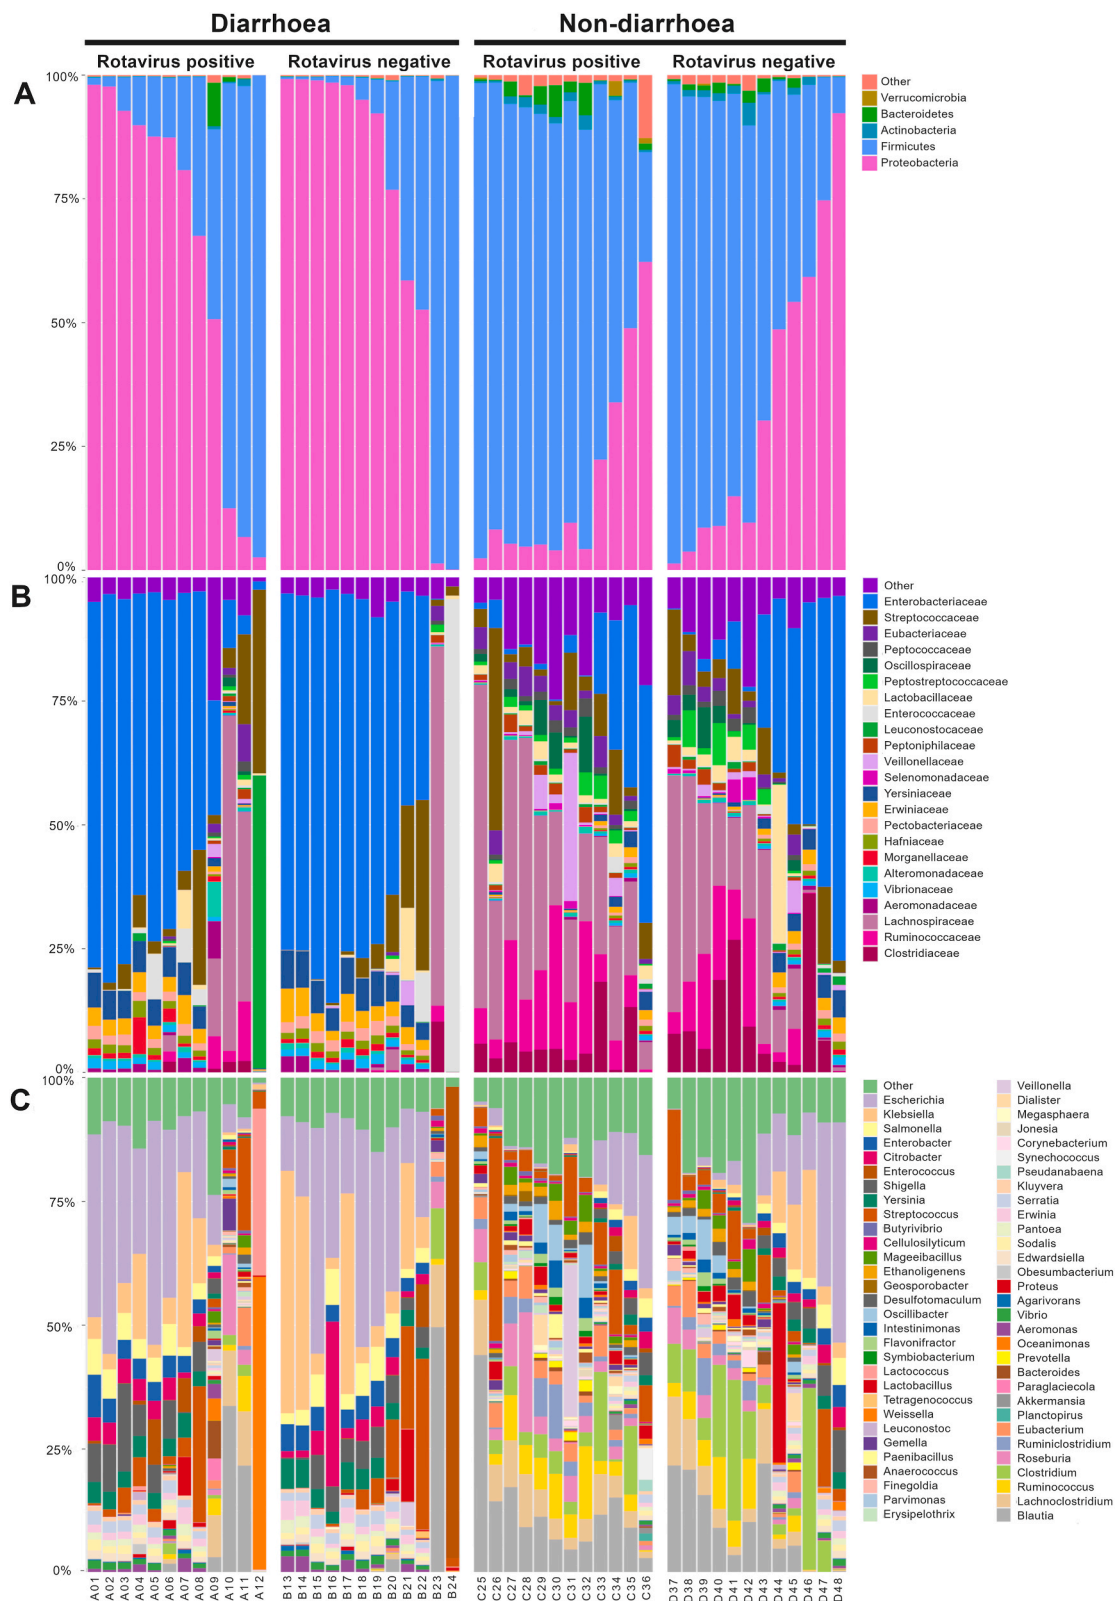 Diarrhoea
Non-diarrhoea
Rotavirus positive
Rotavirus negative
Rotavirus positive
Rotavirus negative
A
100%
75%
50%
25%
0%
Other
Verrucomicrobia
Bacteroidetes
Actinobacteria
Firmicutes
Proteobacteria
B
100%
75%
50%
25%
0%
Other
Enterobacteriaceae
Streptococcaceae
Eubacteriaceae
Peptococcaceae
Oscillospiraceae
Peptostreptococcaceae
Lactobacillaceae
Enterococcaceae
Leuconostocaceae
Peptoniphilaceae
Veillonellaceae
Selenomonadaceae
Yersiniaceae
Erwiniaceae
Pectobacteriaceae
Hafniaceae
Morganellaceae
Alteromonadaceae
Vibrionaceae
Aeromonadaceae
Lachnospiraceae
Ruminococcaceae
Clostridiaceae
C
100%
75%
50%
25%
0%
Other
Escherichia
Klebsiella
Salmonella
Enterobacter
Citrobacter
Enterococcus
Shigella
Yersinia
Streptococcus
Butyrivibrio
Cellulosilyticum
Mageeibacillus
Ethanoligenens
Geosporobacter
Desulfotomaculum
Oscillibacter
Intestinimonas
Flavonifractor
Symbiobacterium
Lactococcus
Lactobacillus
Tetragenococcus
Weissella
Leuconostoc
Gemella
Paenibacillus
Anaerococcus
Finegoldia
Parvimonas
Erysipelothrix
Veillonella
Dialister
Megasphaera
Jonesia
Corynebacterium
Synechococcus
Pseudanabaena
Kluyvera
Serratia
Erwinia
Pantoea
Sodalis
Edwardsiella
Obesumbacterium
Proteus
Agarivorans
Vibrio
Aeromonas
Oceanimonas
Prevotella
Bacteroides
Paraglaciecola
Akkermansia
Planctopirus
Eubacterium
Ruminiclostridium
Roseburia
Clostridium
Ruminococcus
Lachnoclostridium
Blautia
A01
A02
A03
A04
A05
A06
A07
A08
A09
A10
A11
A12
B13
B14
B15
B16
B17
B18
B19
B20
B21
B22
B23
B24
C25
C26
C27
C28
C29
C30
C31
C32
C33
C34
C35
C36
D37
D38
D39
D40
D41
D42
D43
D44
D45
D46
D47
D48